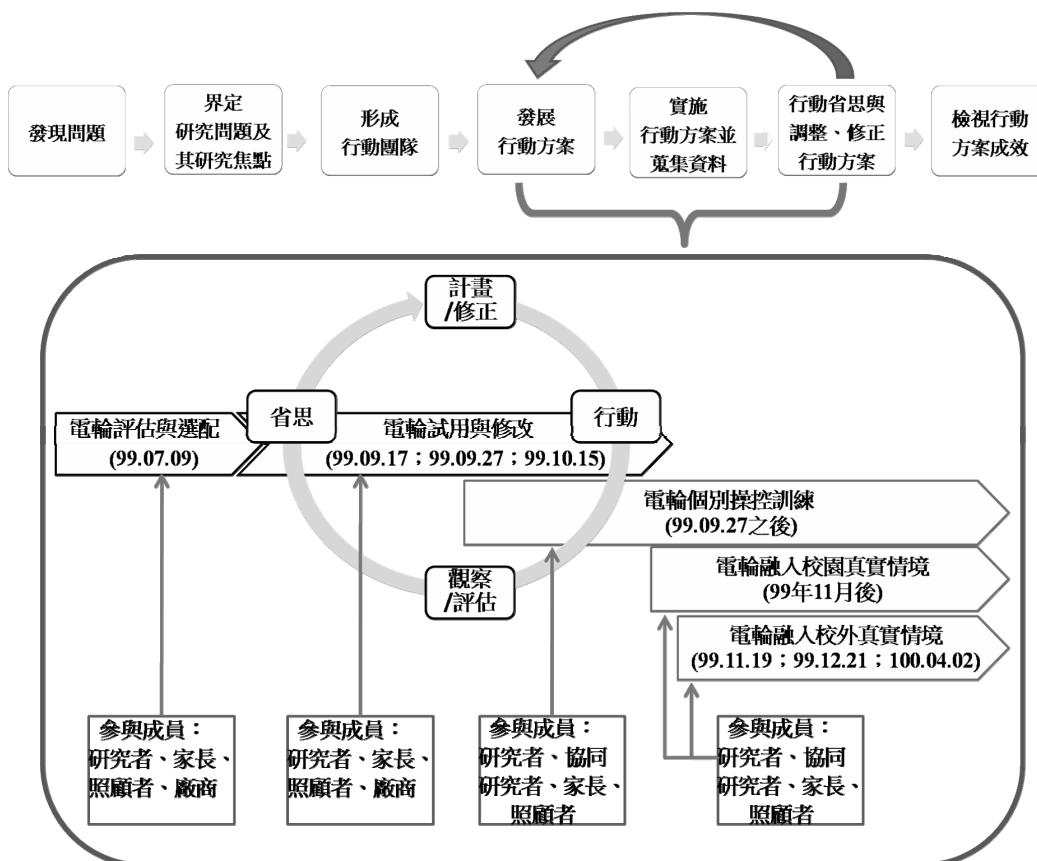 發現問題
界定
研究問題及
其研究焦點
形成
行動團隊
發展
行動方案
實施
行動方案並
蒐集資料
行動省思與
調整、修正
行動方案
檢視行動
方案成效
計畫
/修正
省思
行動
觀察
/評估
電輪評估與選配
(99.07.09)
電輪試用與修改
(99.09.17；99.09.27；99.10.15)
電輪個別操控訓練
(99.09.27之後)
電輪融入校園真實情境
(99年11月後)
電輪融入校外真實情境
(99.11.19；99.12.21；100.04.02)
參與成員：
研究者、家長、
照顧者、廠商
參與成員：
研究者、家長、
照顧者、廠商
參與成員：
研究者、協同
研究者、家長、
照顧者
參與成員：
研究者、協同
研究者、家長、
照顧者